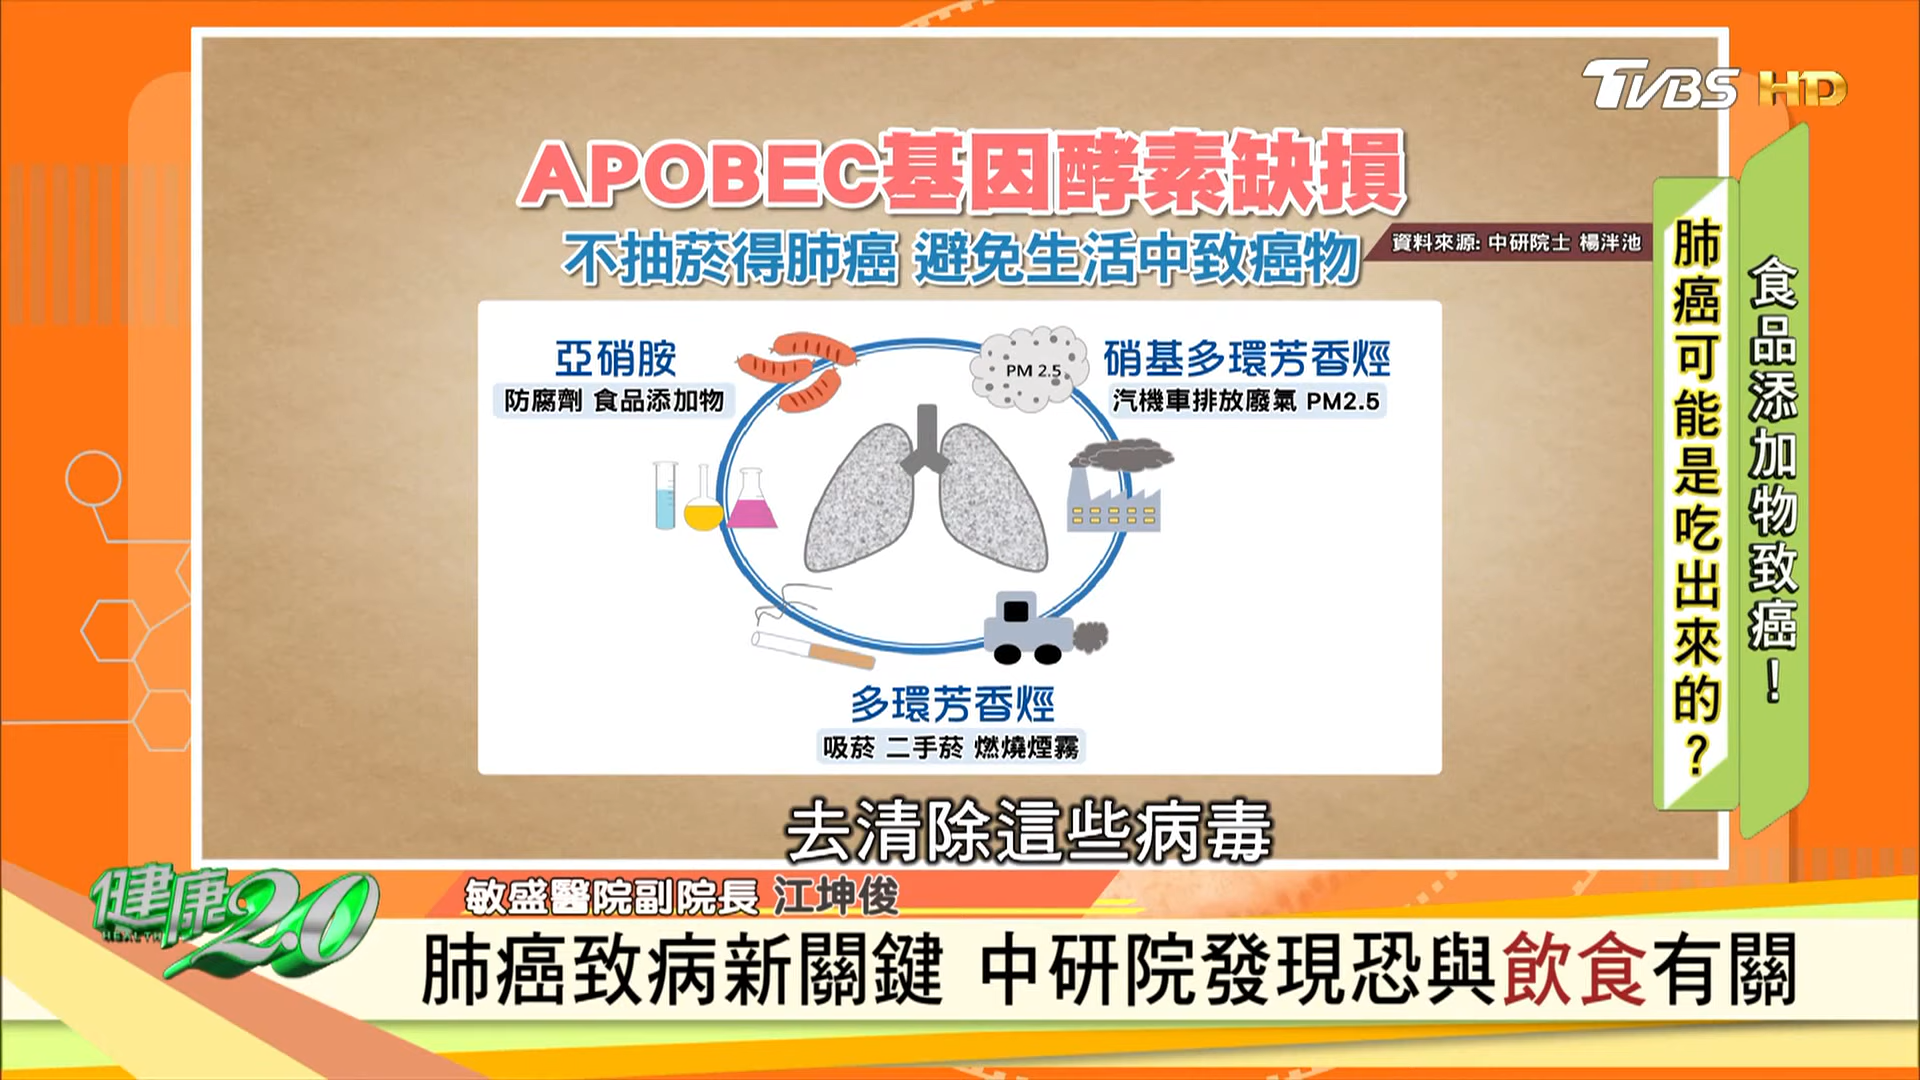 TVBS HD
APOBEC基因酵素缺損
不抽菸得肺癌 避免生活中致癌物
資料來源: 中研院士 楊泮池
亞硝胺
防腐劑 食品添加物
PM 2.5
硝基多環芳香烴
汽機車排放廢氣 PM2.5
多環芳香烴
吸菸 二手菸 燃燒煙霧
食品添加物致癌!
肺癌可能是吃出來的?
去清除這些病毒
健康2.0
HEALTH
敏盛醫院副院長 江坤俊
肺癌致病新關鍵 中研院發現恐與飲食有關